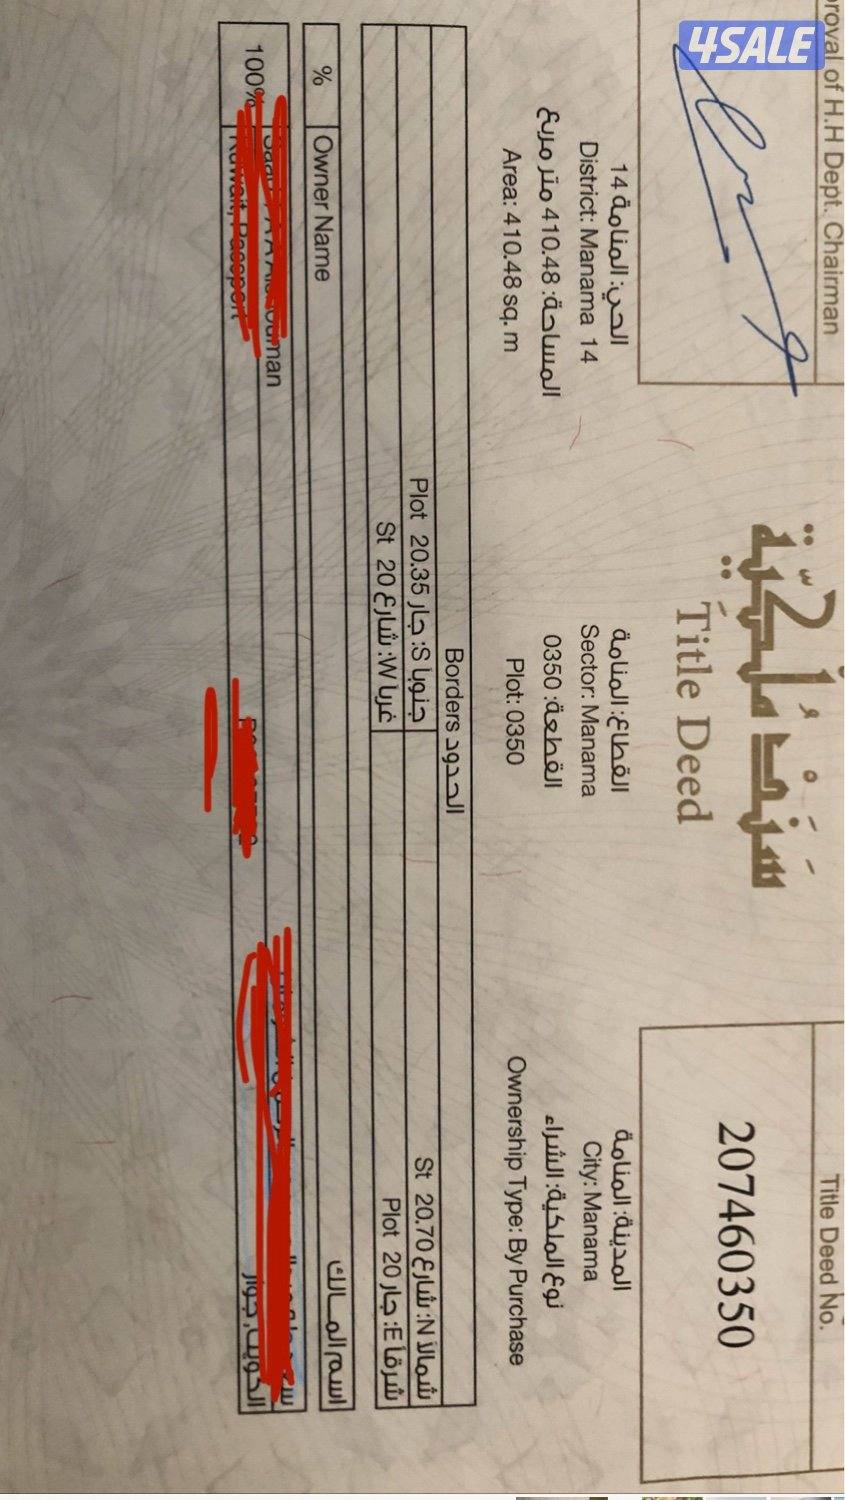 4SALE
proval of H.H Dept. Chairman
Title Deed No.
207460350
سَنَدْ مُلْكيّة
Title Deed
الحي: المنامة 14
القطاع: المنامة
المدينة: المنامة
District: Manama 14
Sector: Manama
City: Manama
المساحة: 410.48 متر مربع
القطعة: 0350
نوع الملكية: الشراء
Area: 410.48 sq. m
Plot: 0350
Ownership Type: By Purchase
الحدود Borders
Plot 20.35 جنوبا S: جار
St 20.70 شمالا N: شارع
St 20 غربا W: شارع
Plot 20 شرقا E: جار
% Owner Name اسم المالك
100%
الكويت, جواز